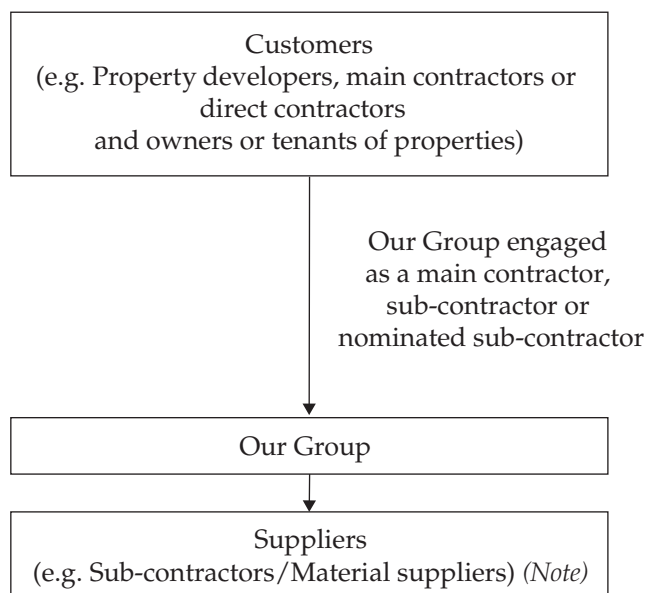 Customers
(e.g. Property developers, main contractors or
direct contractors
and owners or tenants of properties)
Our Group engaged
as a main contractor,
sub-contractor or
nominated sub-contractor
Our Group
Suppliers
(e.g. Sub-contractors/Material suppliers) (Note)